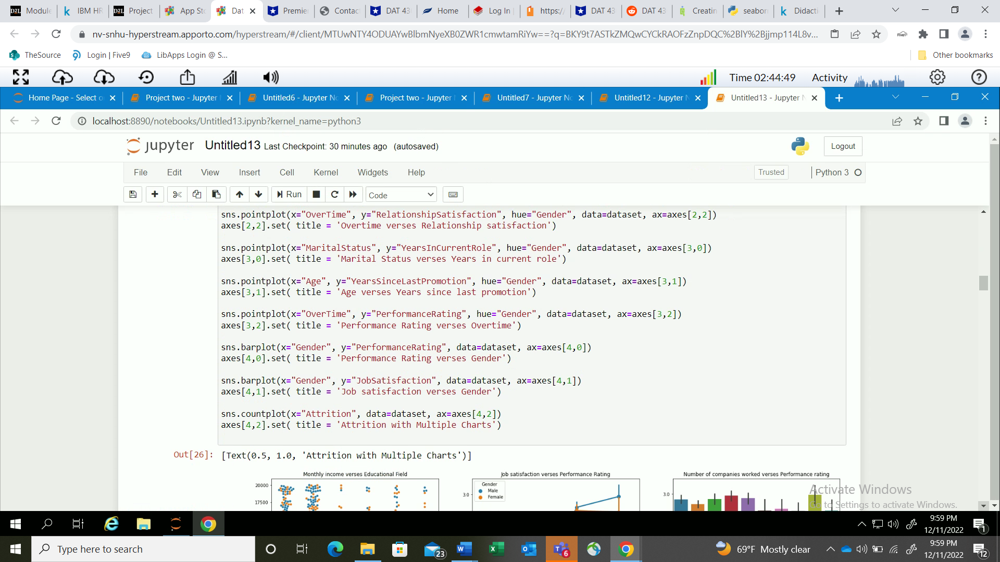 Module
IBM HR
Project
App Sto
Dat
Premier
Contac
DAT 43
Home
Log In
https:/
DAT 43
DAT 43
Creatin
seabor
Didacti
nv-snhu-hyperstream.apporto.com/hyperstream/#/client/MTUwNTY4ODUAYwBlbmNyeXB0ZWR1cmwtamRiYw==?q=BKY9t7ASTkZMQwCYCkRAOFzZnpDQC%2BlY%2Bjjmp114L8v...
TheSource
Login | Five9
LibApps Login @ S...
Other bookmarks
Time 02:44:49
Activity
Home Page - Select o
Project two - Jupyter
Untitled6 - Jupyter No
Project two - Jupyter
Untitled7 - Jupyter No
Untitled12 - Jupyter N
Untitled13 - Jupyter N
localhost:8890/notebooks/Untitled13.ipynb?kernel_name=python3
jupyter Untitled13 Last Checkpoint: 30 minutes ago (autosaved)
Logout
File Edit View Insert Cell Kernel Widgets Help
Trusted
Python 3
Run
Code
sns.pointplot(x="OverTime", y="RelationshipSatisfaction", hue="Gender", data=dataset, ax=axes[2,2])
axes[2,2].set( title = 'Overtime verses Relationship satisfaction')
sns.pointplot(x="MaritalStatus", y="YearsInCurrentRole", hue="Gender", data=dataset, ax=axes[3,0])
axes[3,0].set( title = 'Marital Status verses Years in current role')
sns.pointplot(x="Age", y="YearsSinceLastPromotion", hue="Gender", data=dataset, ax=axes[3,1])
axes[3,1].set( title = 'Age verses Years since last promotion')
sns.pointplot(x="OverTime", y="PerformanceRating", hue="Gender", data=dataset, ax=axes[3,2])
axes[3,2].set( title = 'Performance Rating verses Overtime')
sns.barplot(x="Gender", y="PerformanceRating", data=dataset, ax=axes[4,0])
axes[4,0].set( title = 'Performance Rating verses Gender')
sns.barplot(x="Gender", y="JobSatisfaction", data=dataset, ax=axes[4,1])
axes[4,1].set( title = 'Job satisfaction verses Gender')
sns.countplot(x="Attrition", data=dataset, ax=axes[4,2])
axes[4,2].set( title = 'Attrition with Multiple Charts')
Out[26]: [Text(0.5, 1.0, 'Attrition with Multiple Charts')]
Monthly income verses Educational Field
20000
17500
Job satisfaction verses Performance Rating
Gender
Male
Female
3.0
Number of companies worked verses Performance rating
3.0
Activate Windows
Go to Settings to activate Windows.
9:59 PM
12/11/2022
1
Type here to search
23
6
69°F Mostly clear
9:59 PM
12/11/2022
12